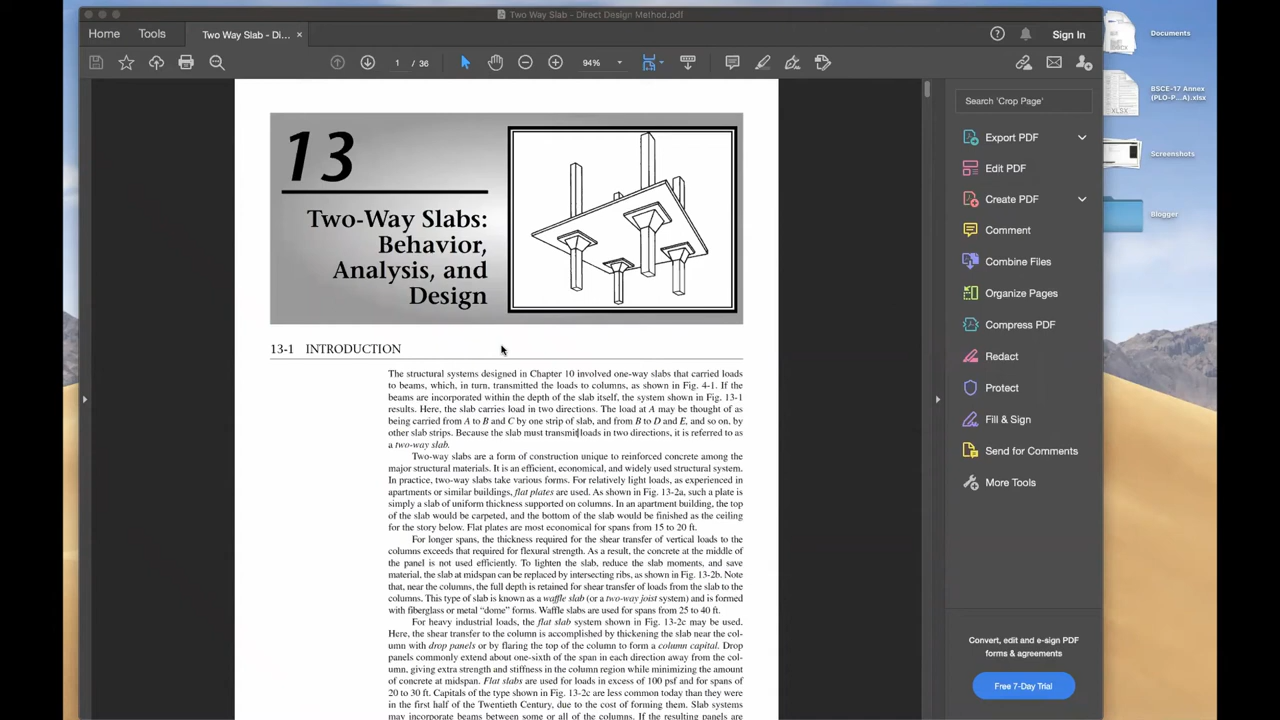 Two Way Slab - Direct Design Method.pdf
Home
Tools
Two Way Slab - Di...
×
Sign In
1 / 36
94%
Documents
BSCE-17 Annex
(PLO-P...A).xlsx
XLSX
Screenshots
Blogger
Search 'Crop Page'
Export PDF
Edit PDF
Create PDF
Comment
Combine Files
Organize Pages
Compress PDF
Redact
Protect
Fill & Sign
Send for Comments
More Tools
Convert, edit and e-sign PDF
forms & agreements
Free 7-Day Trial
13
Two-Way Slabs:
Behavior,
Analysis, and
Design
13-1 INTRODUCTION
The structural systems designed in Chapter 10 involved one-way slabs that carried loads
to beams, which, in turn, transmitted the loads to columns, as shown in Fig. 4-1. If the
beams are incorporated within the depth of the slab itself, the system shown in Fig. 13-1
results. Here, the slab carries load in two directions. The load at A may be thought of as
being carried from A to B and C by one strip of slab, and from B to D and E, and so on, by
other slab strips. Because the slab must transmit loads in two directions, it is referred to as
a two-way slab.
Two-way slabs are a form of construction unique to reinforced concrete among the
major structural materials. It is an efficient, economical, and widely used structural system.
In practice, two-way slabs take various forms. For relatively light loads, as experienced in
apartments or similar buildings, flat plates are used. As shown in Fig. 13-2a, such a plate is
simply a slab of uniform thickness supported on columns. In an apartment building, the top
of the slab would be carpeted, and the bottom of the slab would be finished as the ceiling
for the story below. Flat plates are most economical for spans from 15 to 20 ft.
For longer spans, the thickness required for the shear transfer of vertical loads to the
columns exceeds that required for flexural strength. As a result, the concrete at the middle of
the panel is not used efficiently. To lighten the slab, reduce the slab moments, and save
material, the slab at midspan can be replaced by intersecting ribs, as shown in Fig. 13-2b. Note
that, near the columns, the full depth is retained for shear transfer of loads from the slab to the
columns. This type of slab is known as a waffle slab (or a two-way joist system) and is formed
with fiberglass or metal “dome” forms. Waffle slabs are used for spans from 25 to 40 ft.
For heavy industrial loads, the flat slab system shown in Fig. 13-2c may be used.
Here, the shear transfer to the column is accomplished by thickening the slab near the col-
umn with drop panels or by flaring the top of the column to form a column capital. Drop
panels commonly extend about one-sixth of the span in each direction away from the col-
umn, giving extra strength and stiffness in the column region while minimizing the amount
of concrete at midspan. Flat slabs are used for loads in excess of 100 psf and for spans of
20 to 30 ft. Capitals of the type shown in Fig. 13-2c are less common today than they were
in the first half of the Twentieth Century, due to the cost of forming them. Slab systems
may incorporate beams between some or all of the columns. If the resulting panels are